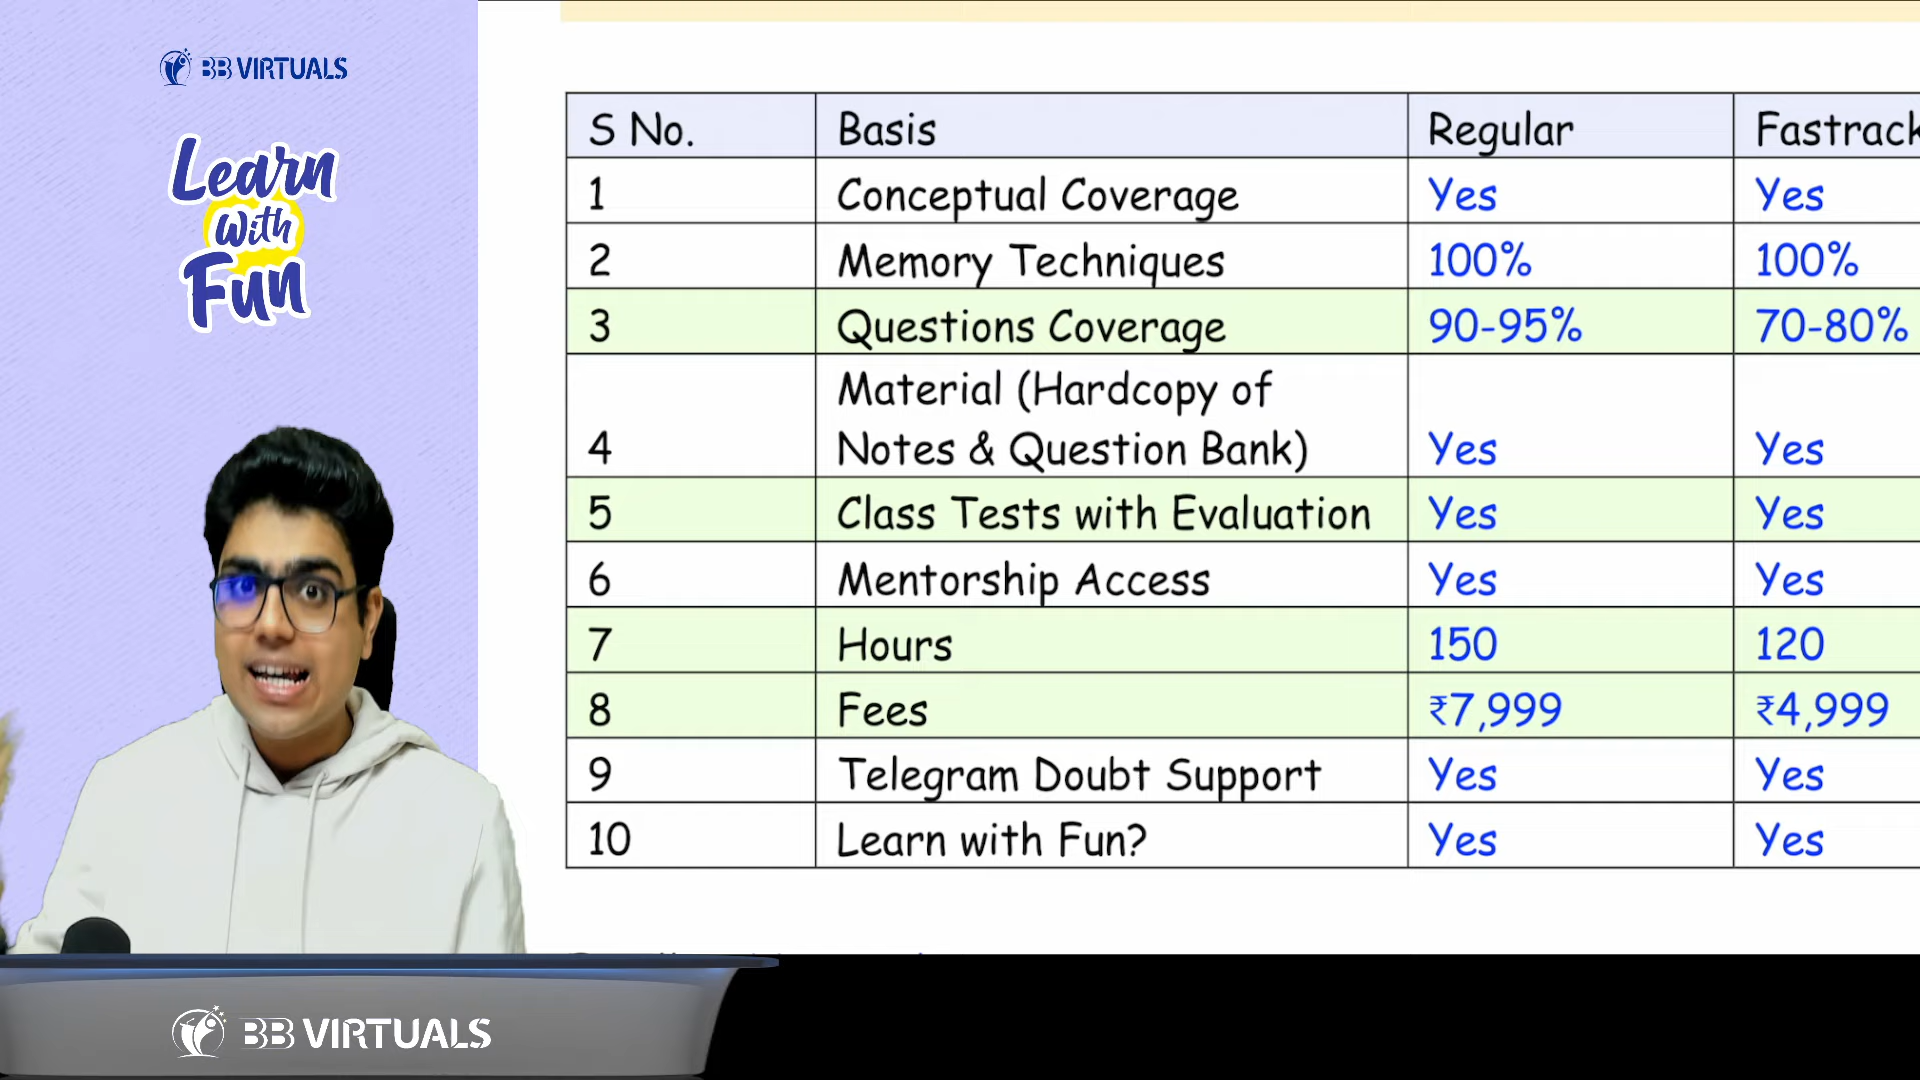 BB VIRTUALS
Learn
With
Fun
S No. Basis Regular Fastrack
1 Conceptual Coverage Yes Yes
2 Memory Techniques 100% 100%
3 Questions Coverage 90-95% 70-80%
Material (Hardcopy of
4 Notes & Question Bank) Yes Yes
5 Class Tests with Evaluation Yes Yes
6 Mentorship Access Yes Yes
7 Hours 150 120
8 Fees ₹7,999 ₹4,999
9 Telegram Doubt Support Yes Yes
10 Learn with Fun? Yes Yes
BB VIRTUALS